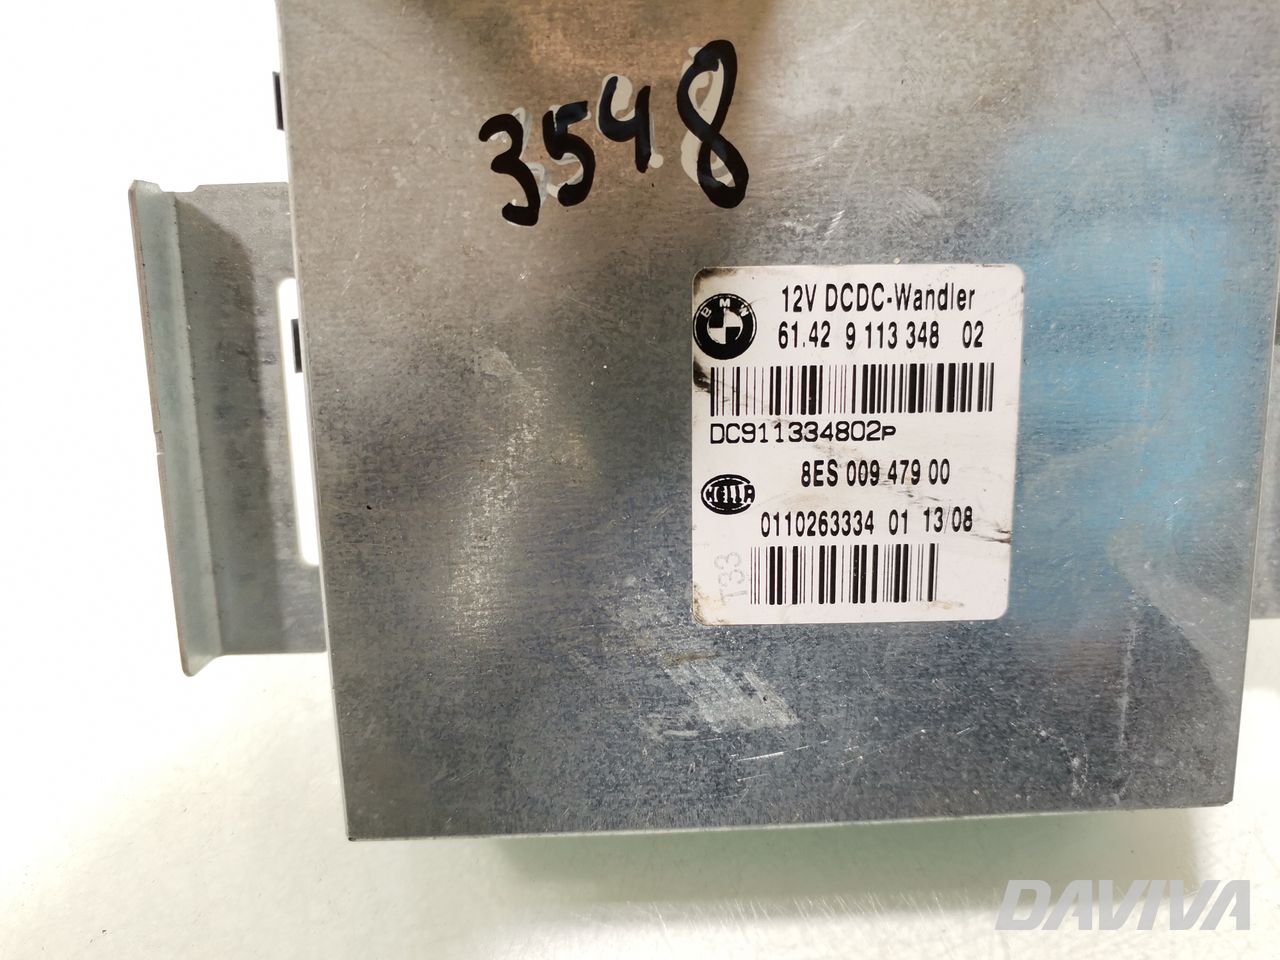 3548
BMW
12V DCDC-Wandler
61.42 9 113 348 02
DC911334802P
8ES 009 479 00
HELLA
0110263334 01 13/08
T33
DAVIVA